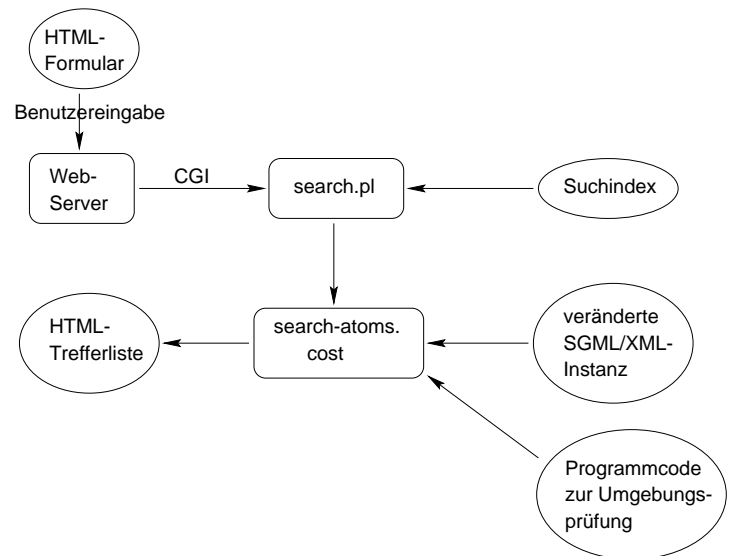 HTML-
Formular
Benutzereingabe
Web-
Server
CGI
search.pl
Suchindex
HTML-
Trefferliste
search-atoms.
cost
veränderte
SGML/XML-
Instanz
Programmcode
zur Umgebungs-
prüfung